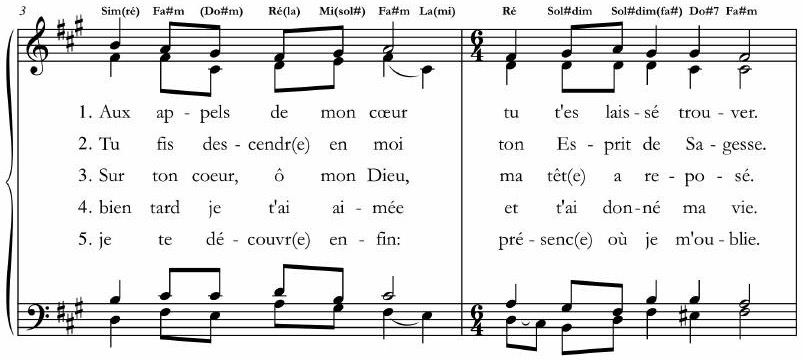 3 Sim(ré) Fa#m (Do#m) Ré(la) Mi(sol#) Fa#m La(mi) Ré Sol#dim Sol#dim(fa#) Do#7 Fa#m
6 4
1. Aux ap - pels de mon cœur tu t'es lais - sé trou - ver.
2. Tu fis des - cendr(e) en moi ton Es - prit de Sa - gesse.
3. Sur ton coeur, ô mon Dieu, ma têt(e) a re - po - sé.
4. bien tard je t'ai ai - mée et t'ai don - né ma vie.
5. je te dé - couvr(e) en - fin: pré - senc(e) où je m'ou - blie.
6 4